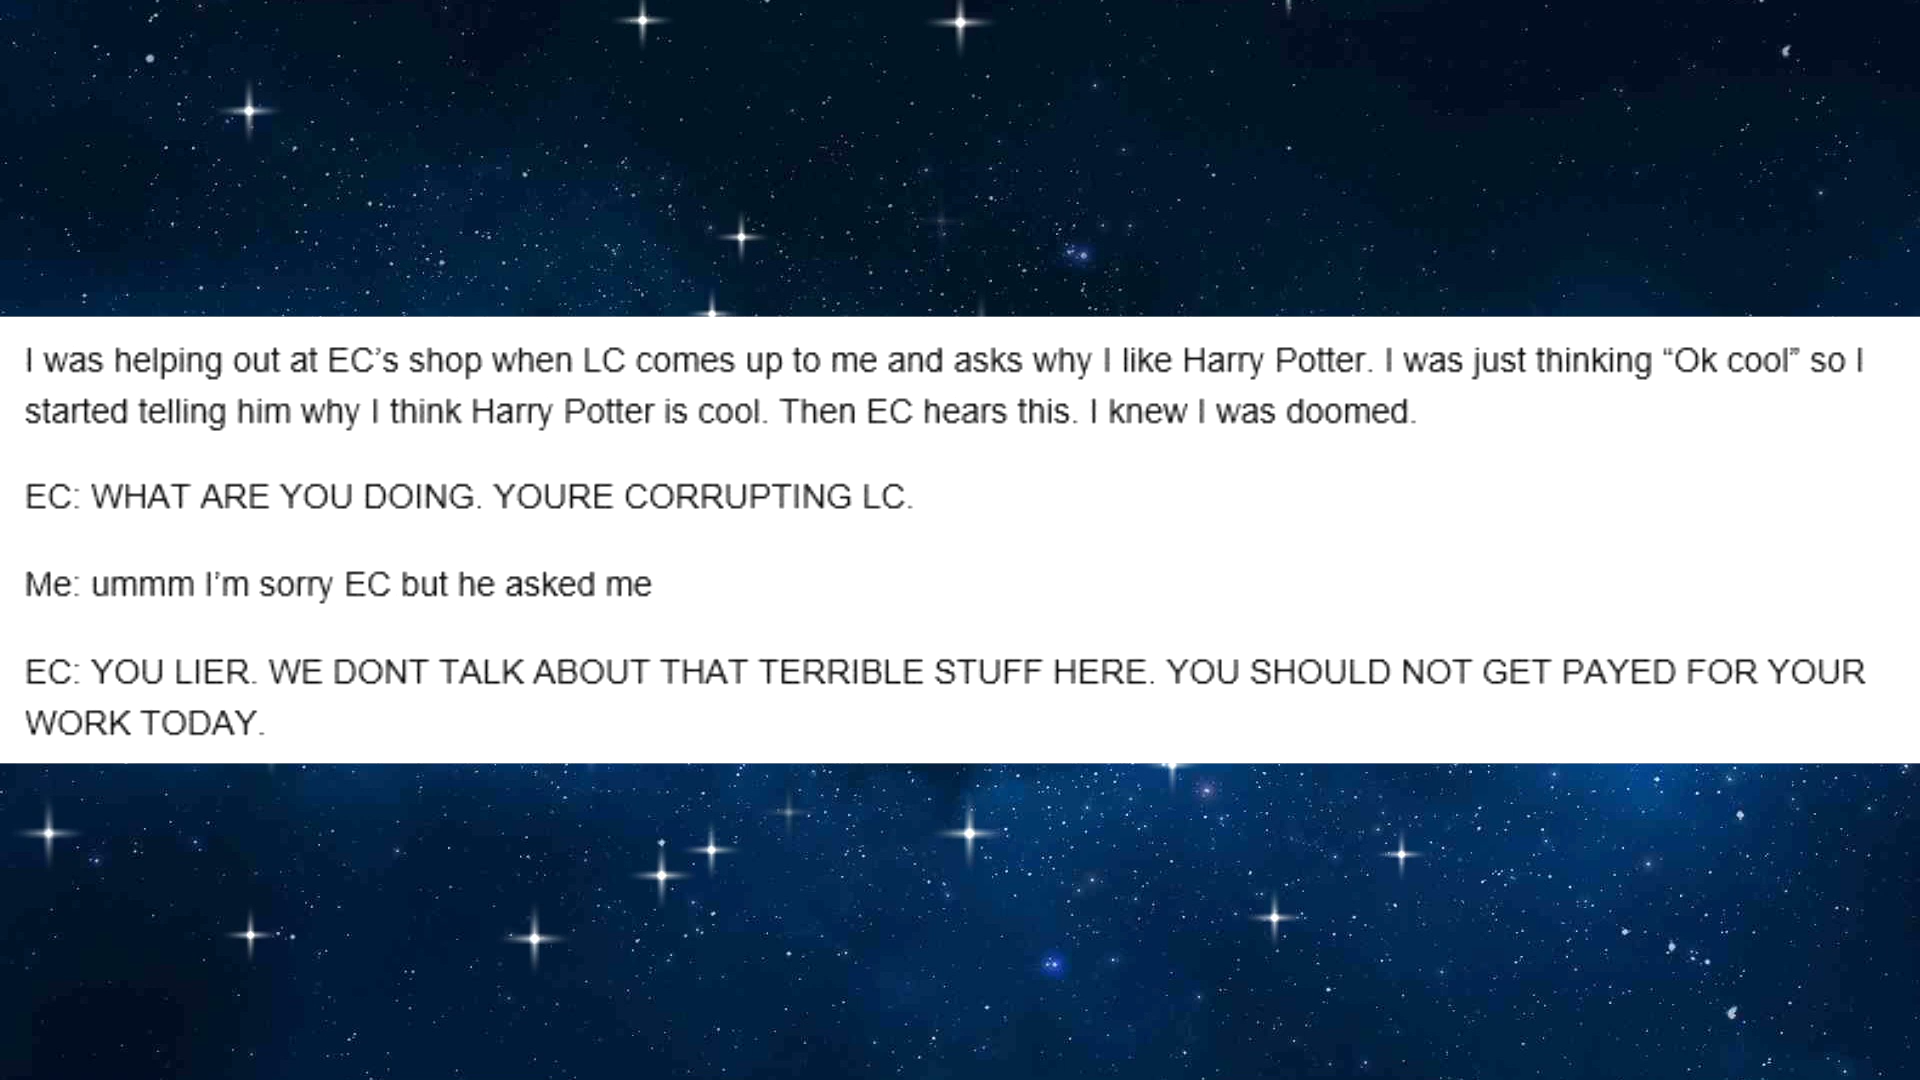 I was helping out at EC’s shop when LC comes up to me and asks why I like Harry Potter. I was just thinking “Ok cool” so I
started telling him why I think Harry Potter is cool. Then EC hears this. I knew I was doomed.
EC: WHAT ARE YOU DOING. YOURE CORRUPTING LC.
Me: ummm I’m sorry EC but he asked me
EC: YOU LIER. WE DONT TALK ABOUT THAT TERRIBLE STUFF HERE. YOU SHOULD NOT GET PAYED FOR YOUR
WORK TODAY.